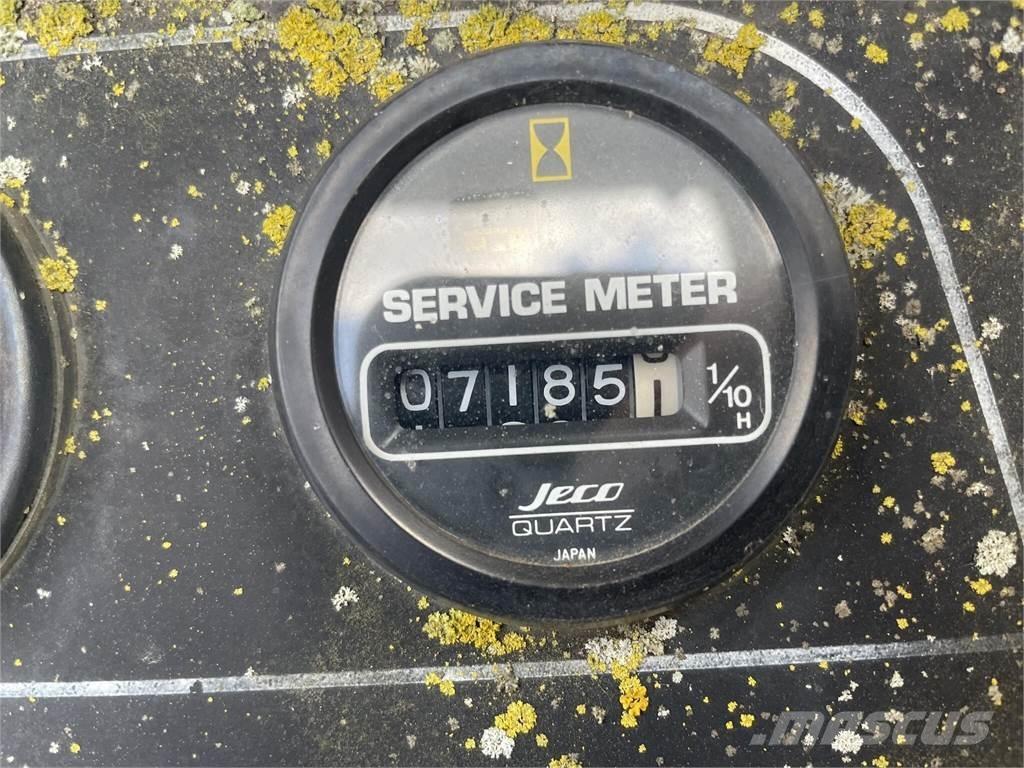 SERVICE METER
07185 1/10
H
Jeco
QUARTZ
JAPAN
mascus